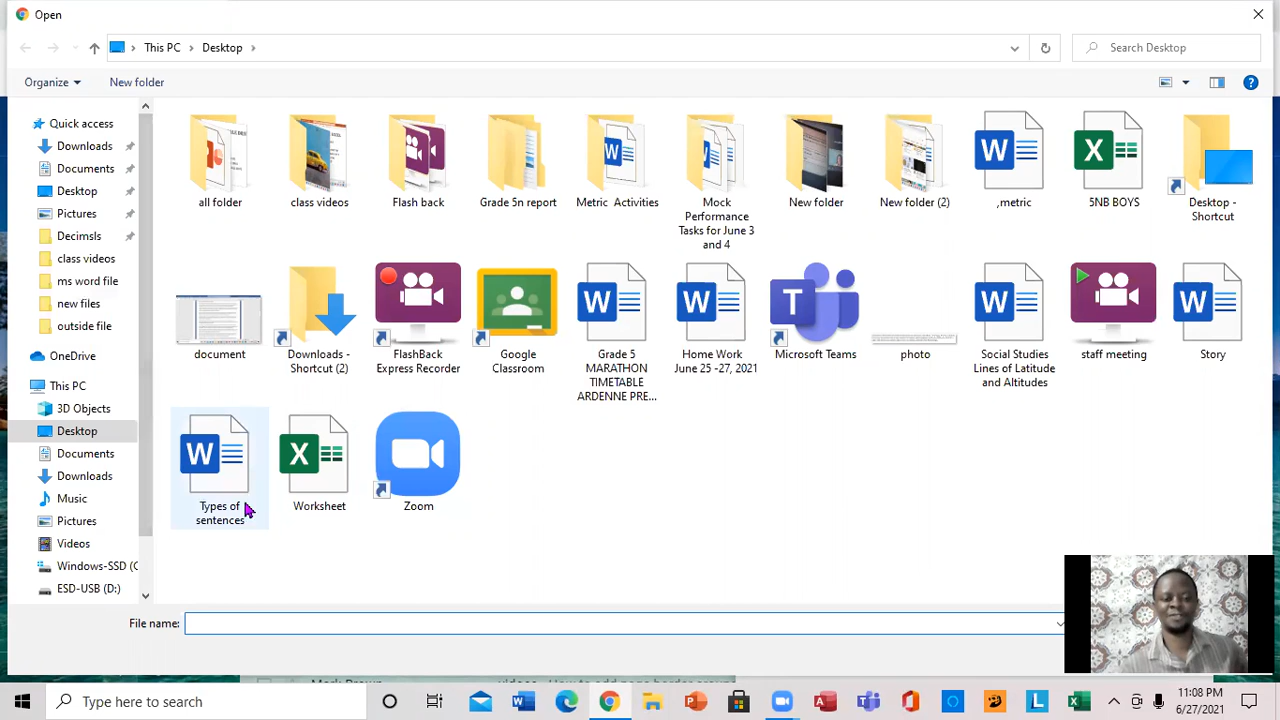 Open
This PC
Desktop
Search Desktop
Organize
New folder
Quick access
Downloads
Documents
Desktop
Pictures
Decimsls
class videos
ms word file
new files
outside file
OneDrive
This PC
3D Objects
Desktop
Documents
Downloads
Music
Pictures
Videos
Windows-SSD (C
ESD-USB (D:)
all folder
class videos
Flash back
Grade 5n report
Metric Activities
Mock
Performance
Tasks for June 3
and 4
New folder
New folder (2)
,metric
5NB BOYS
Desktop -
Shortcut
document
Downloads -
Shortcut (2)
FlashBack
Express Recorder
Google
Classroom
Grade 5
MARATHON
TIMETABLE
ARDENNE PRE...
Home Work
June 25 -27, 2021
Microsoft Teams
photo
Social Studies
Lines of Latitude
and Altitudes
staff meeting
Story
Types of
sentences
Worksheet
Zoom
File name:
Type here to search
11:08 PM
6/27/2021